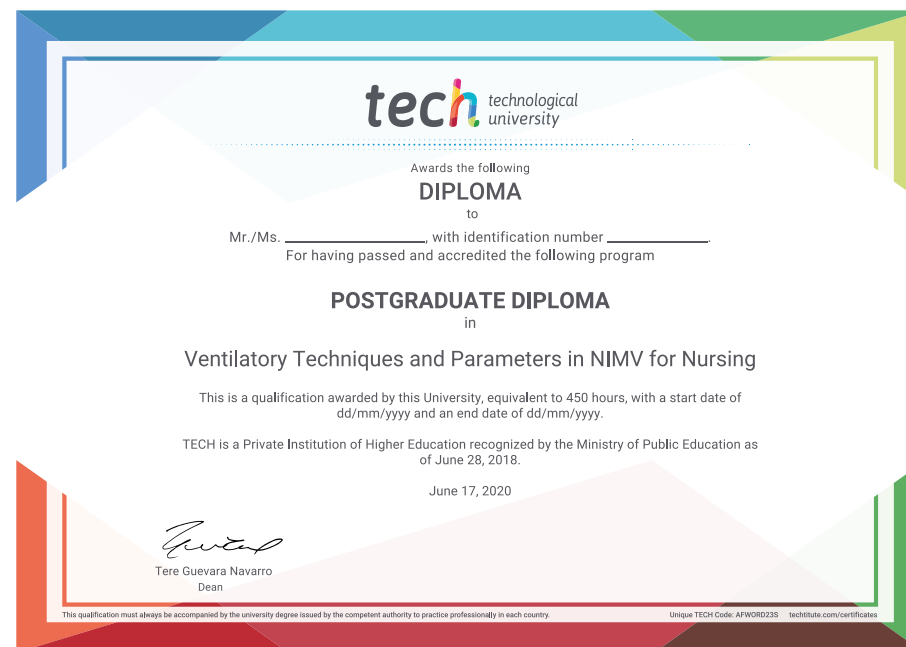 tech technological
university
Awards the following
DIPLOMA
to
Mr./Ms. ____________________, with identification number ______________.
For having passed and accredited the following program
POSTGRADUATE DIPLOMA
in
Ventilatory Techniques and Parameters in NIMV for Nursing
This is a qualification awarded by this University, equivalent to 450 hours, with a start date of
dd/mm/yyyy and an end date of dd/mm/yyyy.
TECH is a Private Institution of Higher Education recognized by the Ministry of Public Education as
of June 28, 2018.
June 17, 2020
Tere Guevara Navarro
Dean
This qualification must always be accompanied by the university degree issued by the competent authority to practice professionally in each country.
Unique TECH Code: AFWORD23S techtitute.com/certificates